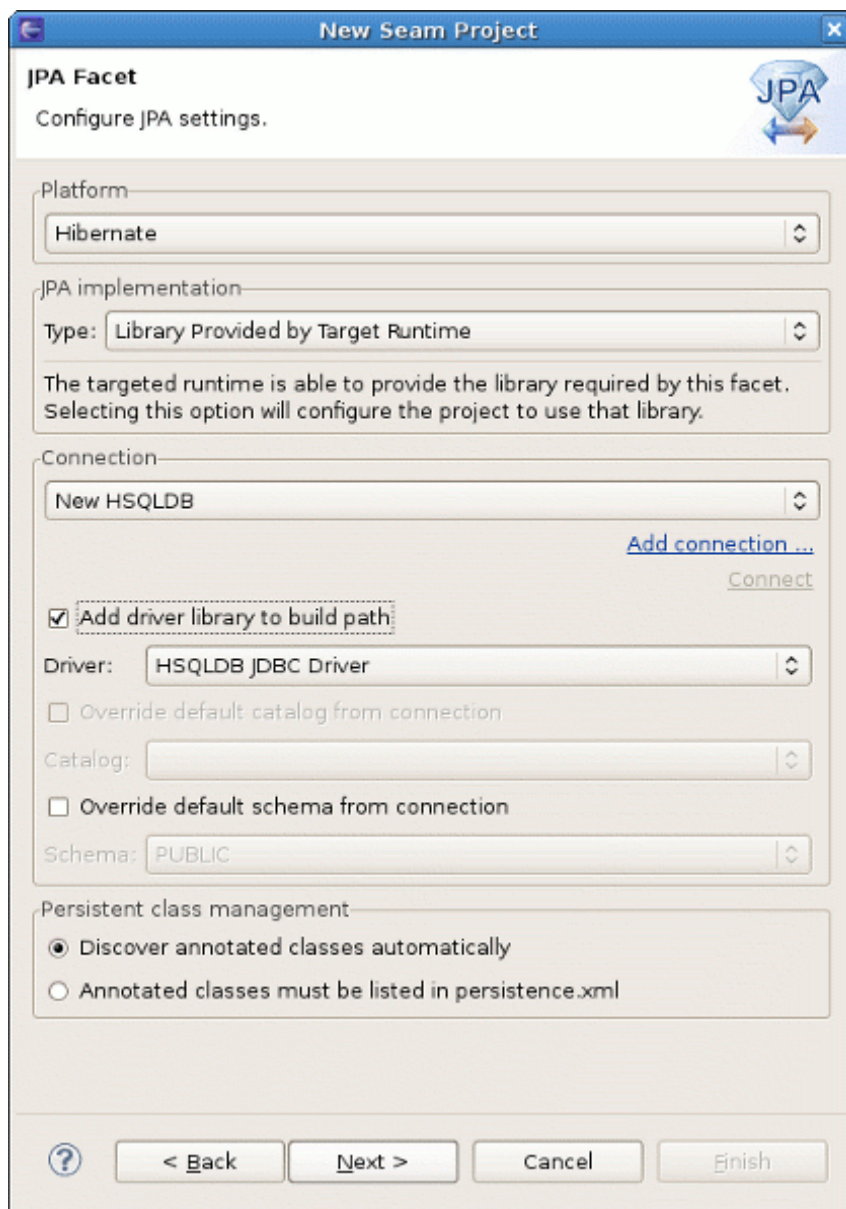 New Seam Project
JPA Facet
Configure JPA settings.
JPA
Platform
Hibernate
JPA implementation
Type: Library Provided by Target Runtime
The targeted runtime is able to provide the library required by this facet.
Selecting this option will configure the project to use that library.
Connection
New HSQLDB
Add connection ...
Connect
Add driver library to build path
Driver: HSQLDB JDBC Driver
Override default catalog from connection
Catalog:
Override default schema from connection
Schema: PUBLIC
Persistent class management
Discover annotated classes automatically
Annotated classes must be listed in persistence.xml
? < Back Next > Cancel Finish